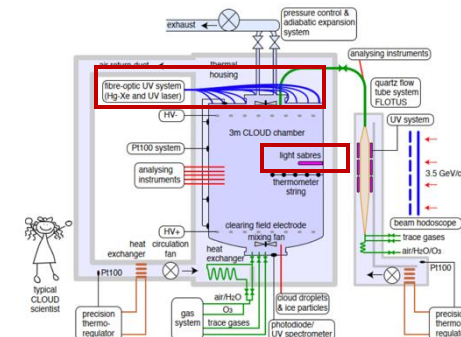 pressure control &
adiabatic expansion
system
exhaust
analysing instruments
air return duct
thermal
housing
fibre-optic UV system
(Hg-Xe and UV laser)
quartz flow
tube system
FLOTUS
HV-
UV system
3m CLOUD chamber
Pt100 system
light sabres
analysing
instruments
thermometer
string
3.5 GeV/c
beam hodoscope
HV+
clearing field electrode
mixing fan
trace gases
air/H2O/O3
heat
exchanger
circulation
fan
heat
exchanger
Pt100
Pt100
typical
CLOUD
scientist
air/H2O
O3
trace gases
gas
system
cloud droplets
& ice particles
photodiode/
UV spectrometer
precision
thermo-
regulator